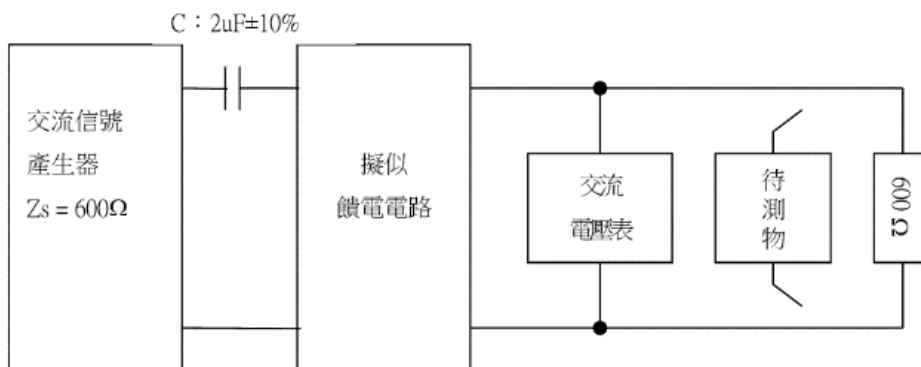 C：2uF±10%
交流信號
產生器
Zs = 600Ω
擬似
饋電電路
交流
電壓表
待測物
600 Ω